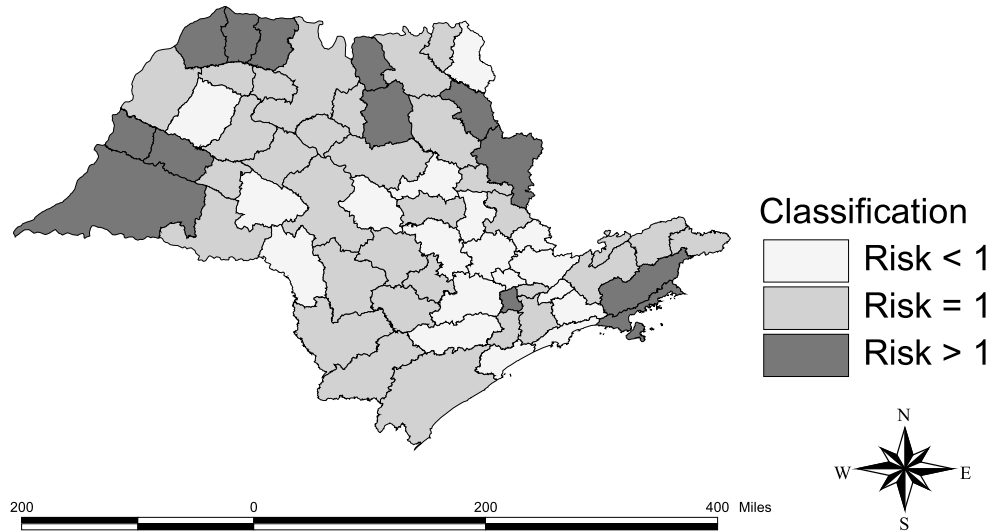 Classification
Risk < 1
Risk = 1
Risk > 1
N
W E
S
200 0 200 400 Miles